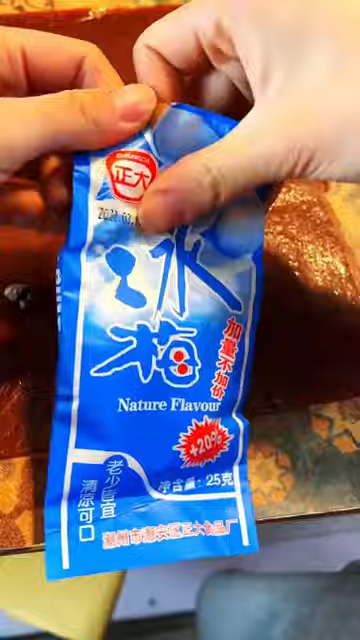 正大
冰
梅
加量不加价
Nature Flavour
+20%
净含量：25克
老少皆宜
清凉可口
潮州市潮安区正大食品厂